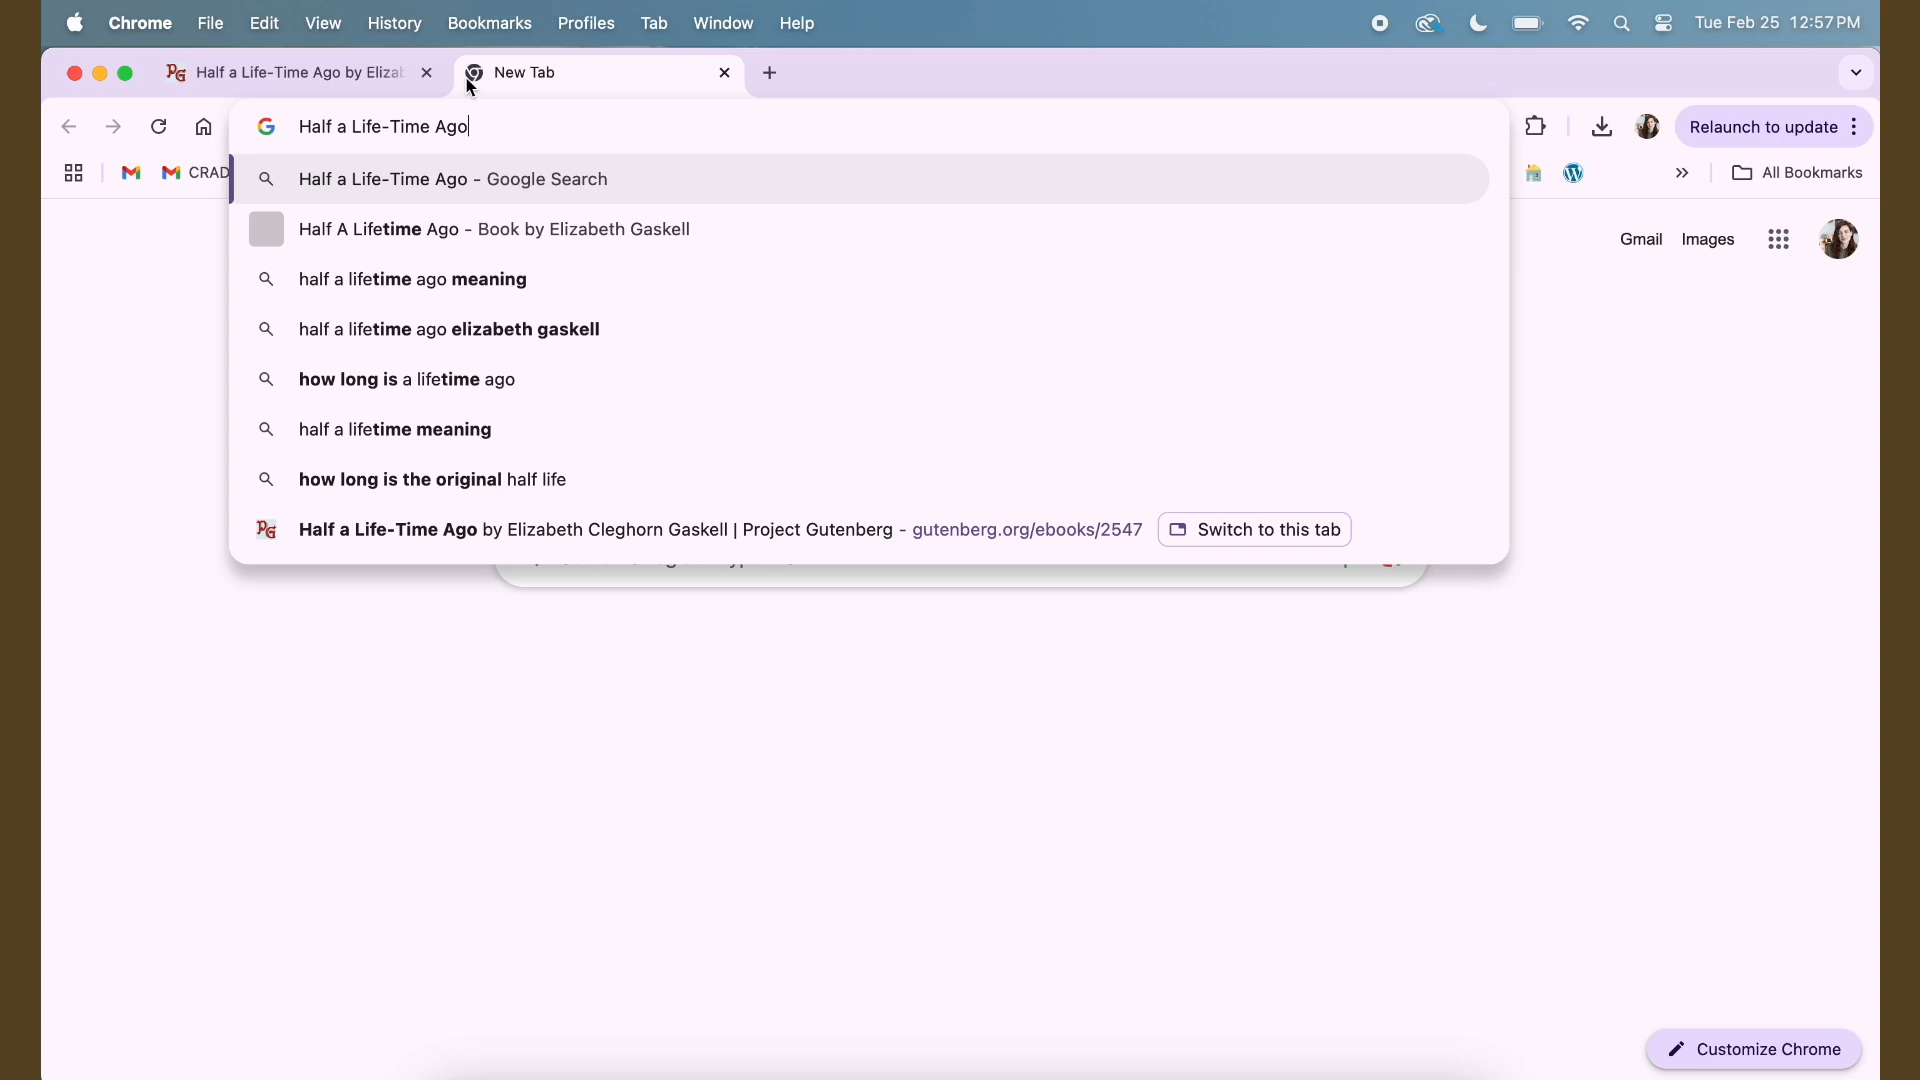 Chrome File Edit View History Bookmarks Profiles Tab Window Help Tue Feb 25 12:57 PM
Half a Life-Time Ago by Elizab New Tab
Half a Life-Time Ago Relaunch to update
CRAD All Bookmarks
Half a Life-Time Ago - Google Search
Half A Lifetime Ago - Book by Elizabeth Gaskell
Gmail Images
half a lifetime ago meaning
half a lifetime ago elizabeth gaskell
how long is a lifetime ago
half a lifetime meaning
how long is the original half life
Half a Life-Time Ago by Elizabeth Cleghorn Gaskell | Project Gutenberg - gutenberg.org/ebooks/2547 Switch to this tab
Customize Chrome